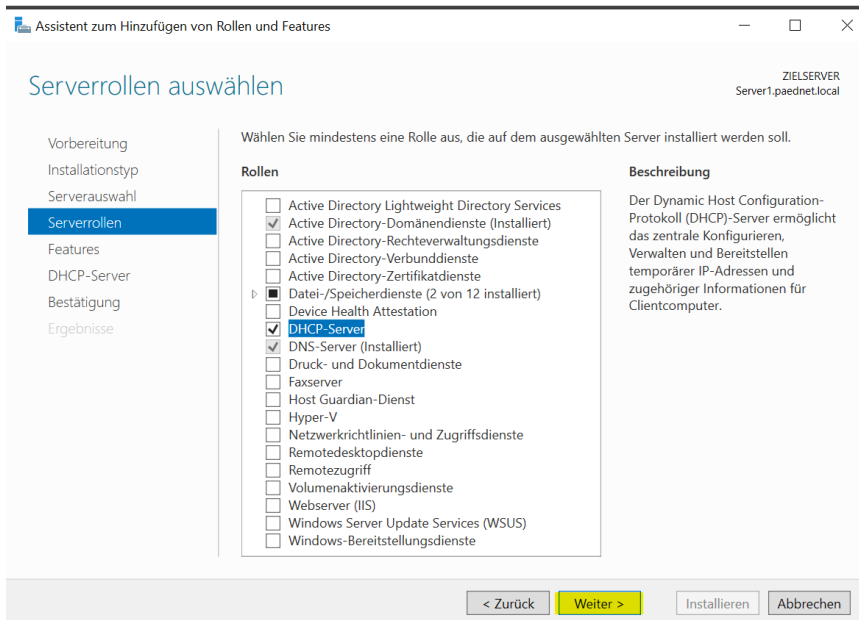 Assistent zum Hinzufügen von Rollen und Features
Serverrollen auswählen
ZIELSERVER
Server1.paednet.local
Vorbereitung
Installationstyp
Serverauswahl
Serverrollen
Features
DHCP-Server
Bestätigung
Ergebnisse
Wählen Sie mindestens eine Rolle aus, die auf dem ausgewählten Server installiert werden soll.
Rollen
Active Directory Lightweight Directory Services
Active Directory-Domänendienste (Installiert)
Active Directory-Rechteverwaltungsdienste
Active Directory-Verbunddienste
Active Directory-Zertifikatdienste
Datei-/Speicherdienste (2 von 12 installiert)
Device Health Attestation
DHCP-Server
DNS-Server (Installiert)
Druck- und Dokumentdienste
Faxserver
Host Guardian-Dienst
Hyper-V
Netzwerkrichtlinien- und Zugriffsdienste
Remotedesktopdienste
Remotezugriff
Volumenaktivierungsdienste
Webserver (IIS)
Windows Server Update Services (WSUS)
Windows-Bereitstellungsdienste
Beschreibung
Der Dynamic Host Configuration-
Protokoll (DHCP)-Server ermöglicht
das zentrale Konfigurieren,
Verwalten und Bereitstellen
temporärer IP-Adressen und
zugehöriger Informationen für
Clientcomputer.
< Zurück
Weiter >
Installieren
Abbrechen